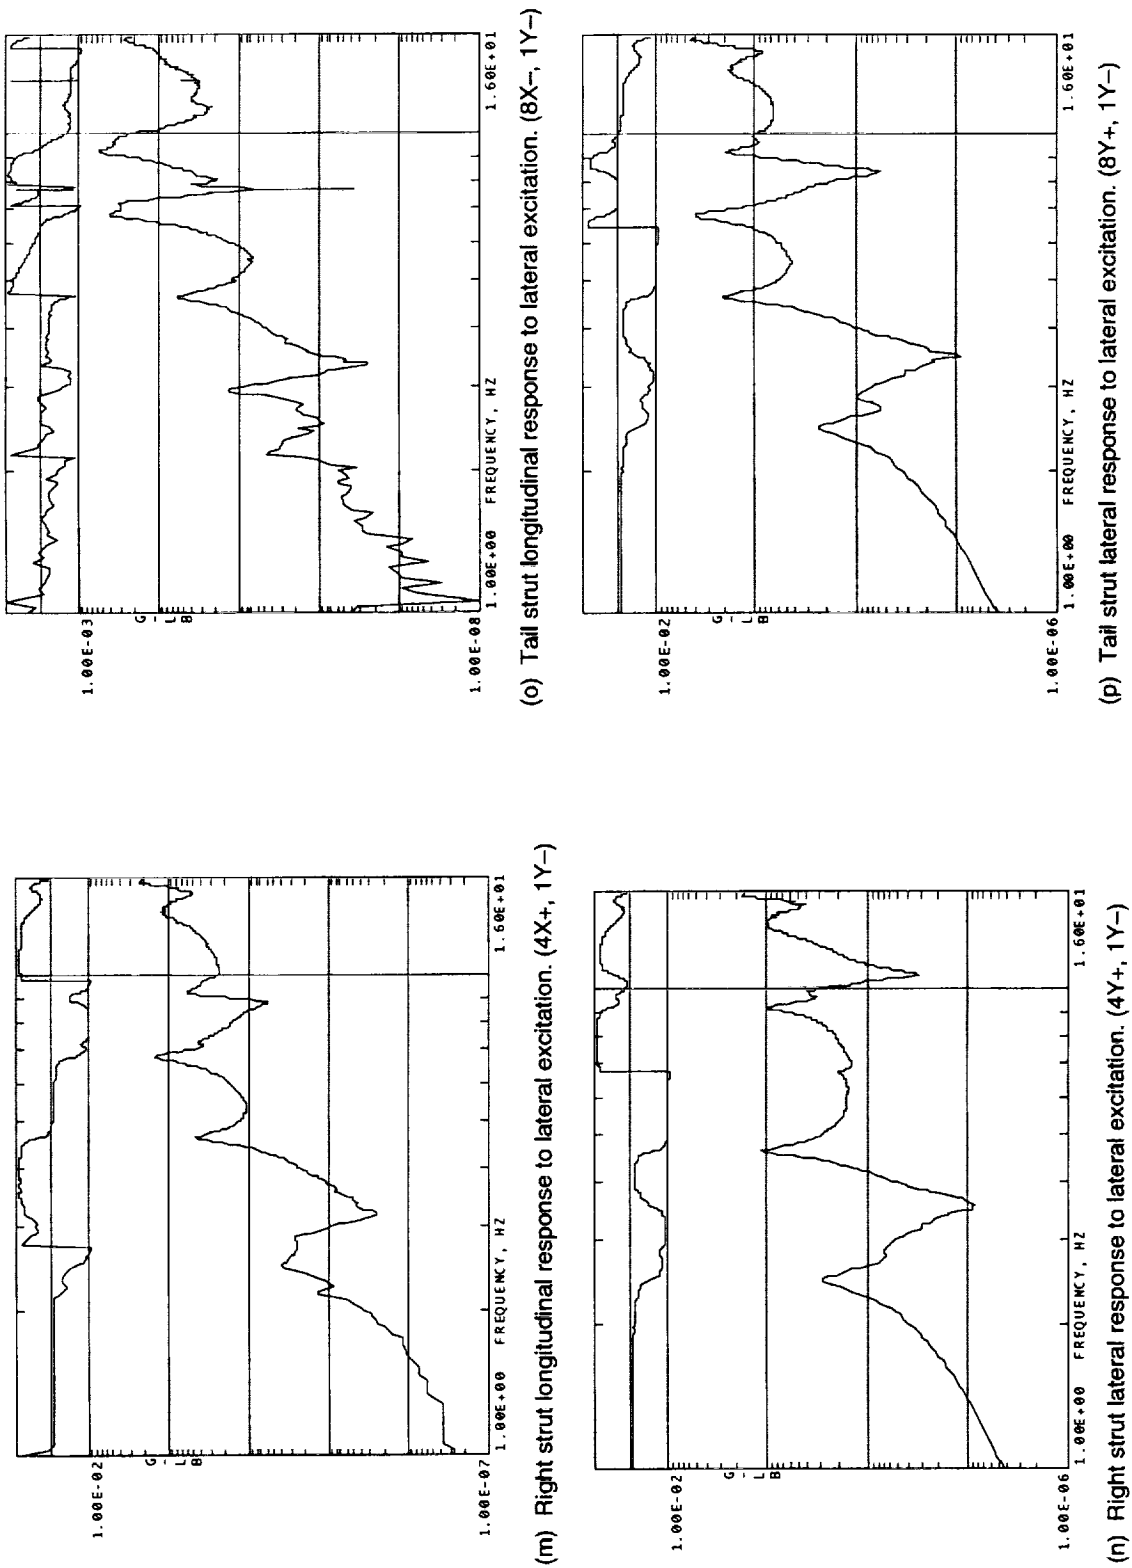 1.00E-02
G
-
L
B
1.00E-07
1.00E+00 FREQUENCY, HZ 1.60E+01
(m) Right strut longitudinal response to lateral excitation. (4X+, 1Y–)
1.00E-02
G
-
L
B
1.00E-06
1.00E+00 FREQUENCY, HZ 1.60E+01
(n) Right strut lateral response to lateral excitation. (4Y+, 1Y–)
1.00E-03
G
-
L
B
1.00E-08
1.00E+00 FREQUENCY, HZ 1.60E+01
(o) Tail strut longitudinal response to lateral excitation. (8X–, 1Y–)
1.00E-02
G
-
L
B
1.00E-06
1.00E+00 FREQUENCY, HZ 1.60E+01
(p) Tail strut lateral response to lateral excitation. (8Y+, 1Y–)